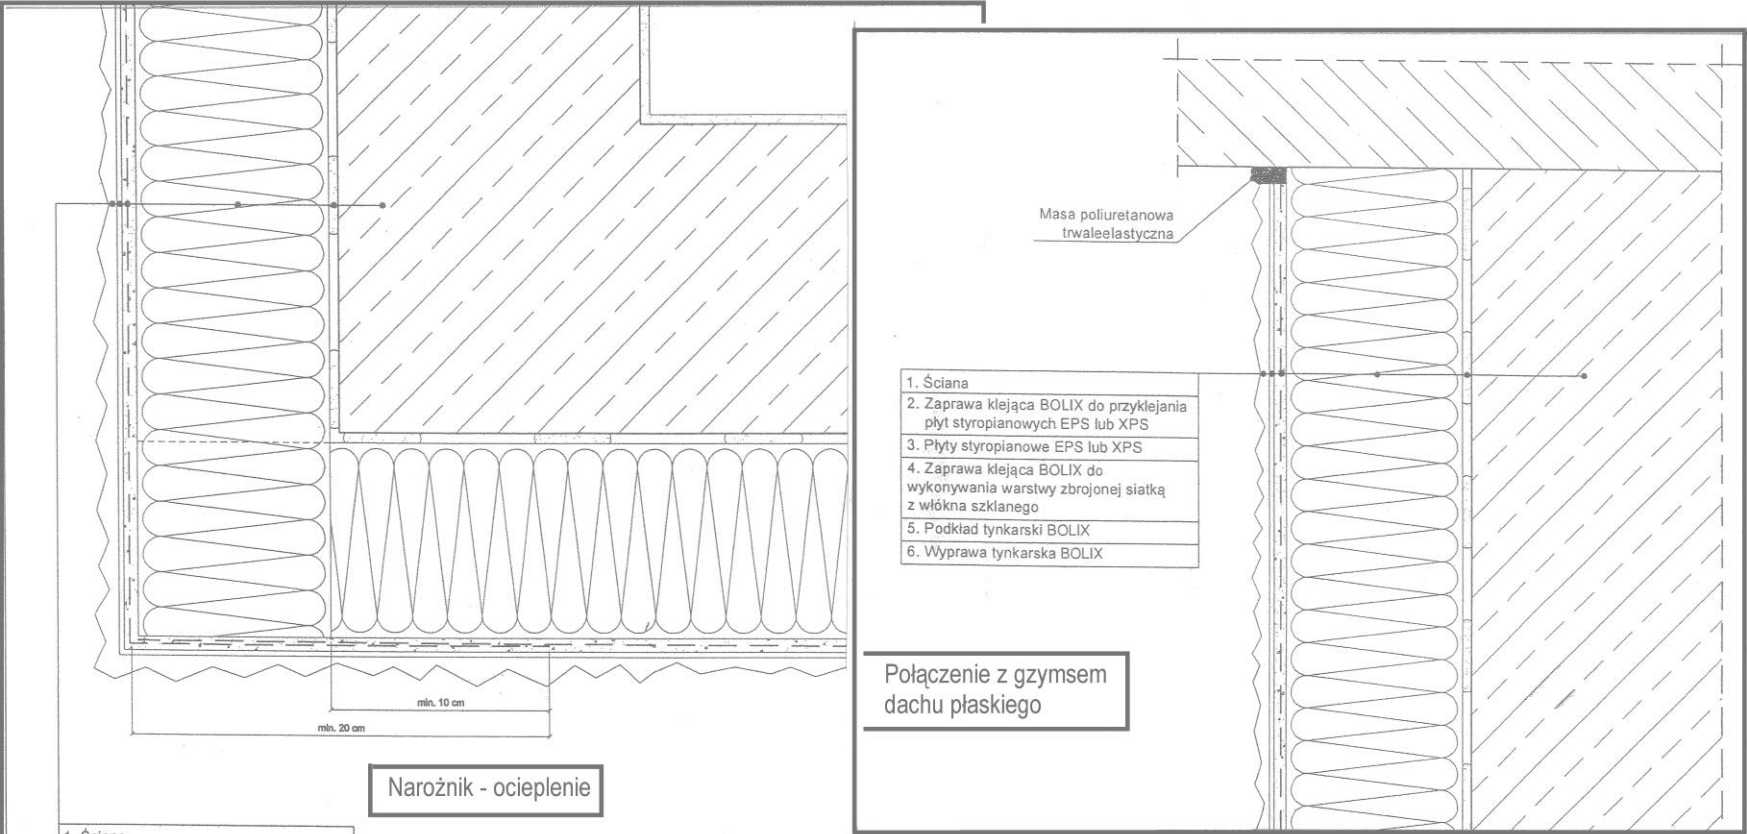 min. 10 cm
min. 20 cm
Narożnik - ocieplenie
Masa poliuretanowa
trwaleelastyczna
1. Ściana
2. Zaprawa klejąca BOLIX do przyklejania
płyt styropianowych EPS lub XPS
3. Płyty styropianowe EPS lub XPS
4. Zaprawa klejąca BOLIX do
wykonywania warstwy zbrojonej siatką
z włókna szklanego
5. Podkład tynkarski BOLIX
6. Wyprawa tynkarska BOLIX
Połączenie z gzymsem
dachu płaskiego